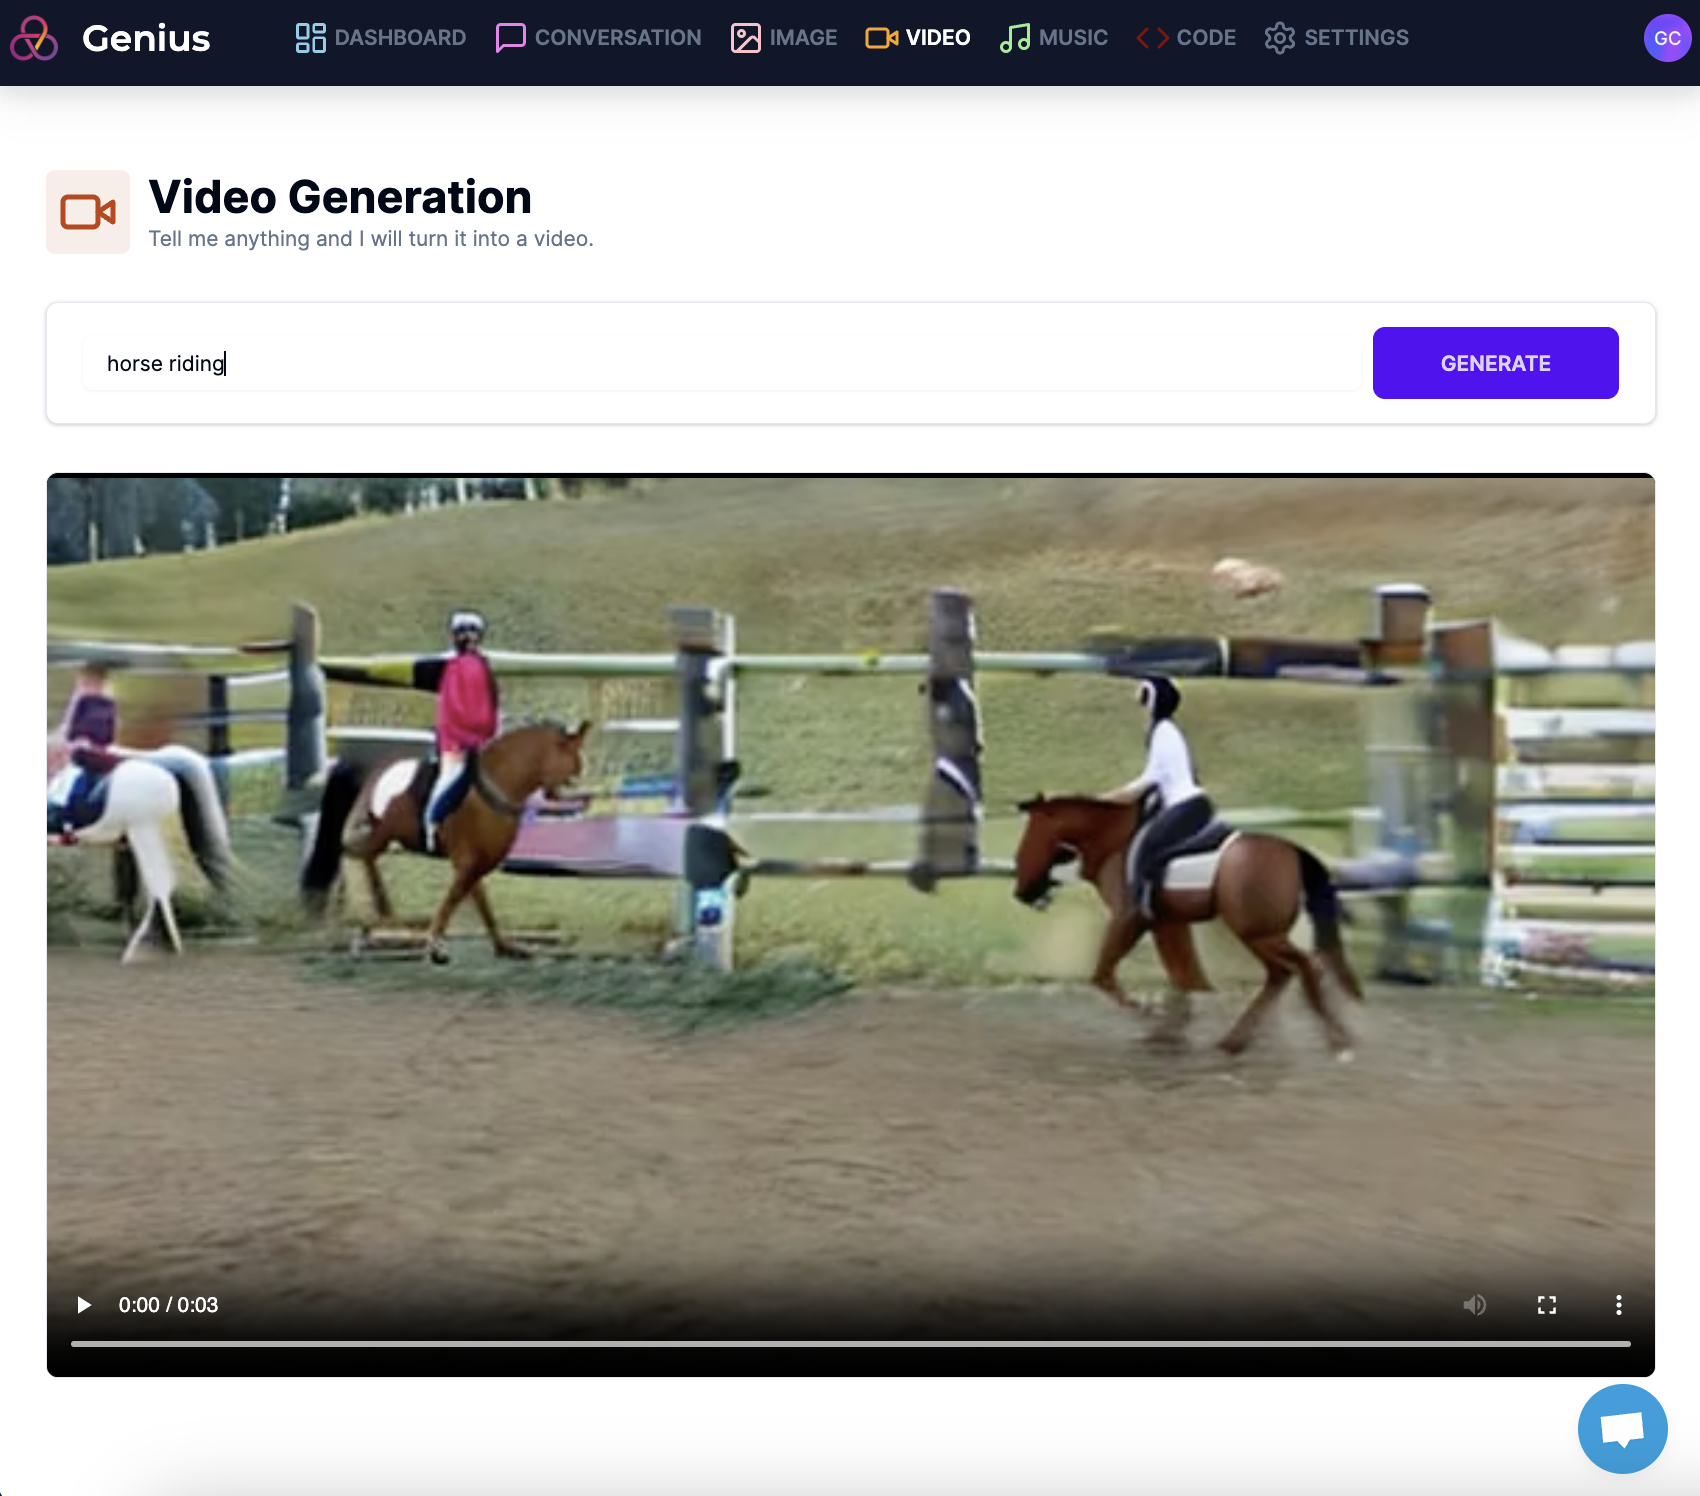 Genius
DASHBOARD
CONVERSATION
IMAGE
VIDEO
MUSIC
CODE
SETTINGS
GC
Video Generation
Tell me anything and I will turn it into a video.
horse riding
GENERATE
0:00 / 0:03